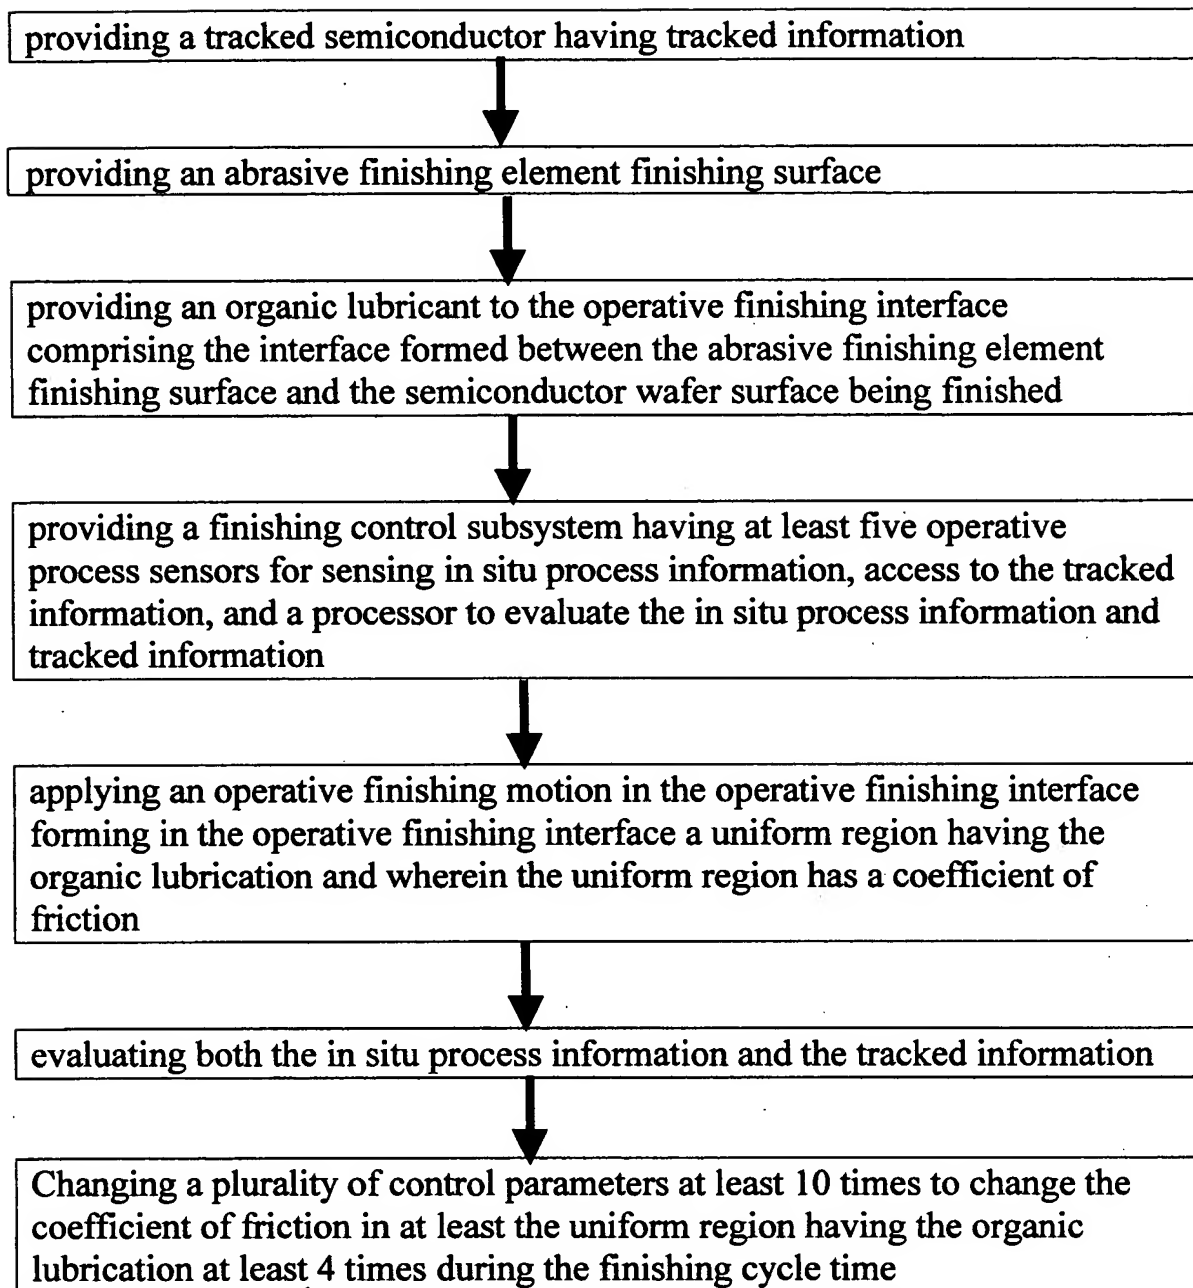 providing a tracked semiconductor having tracked information
providing an abrasive finishing element finishing surface
providing an organic lubricant to the operative finishing interface
comprising the interface formed between the abrasive finishing element
finishing surface and the semiconductor wafer surface being finished
providing a finishing control subsystem having at least five operative
process sensors for sensing in situ process information, access to the tracked
information, and a processor to evaluate the in situ process information and
tracked information
applying an operative finishing motion in the operative finishing interface
forming in the operative finishing interface a uniform region having the
organic lubrication and wherein the uniform region has a coefficient of
friction
evaluating both the in situ process information and the tracked information
Changing a plurality of control parameters at least 10 times to change the
coefficient of friction in at least the uniform region having the organic
lubrication at least 4 times during the finishing cycle time